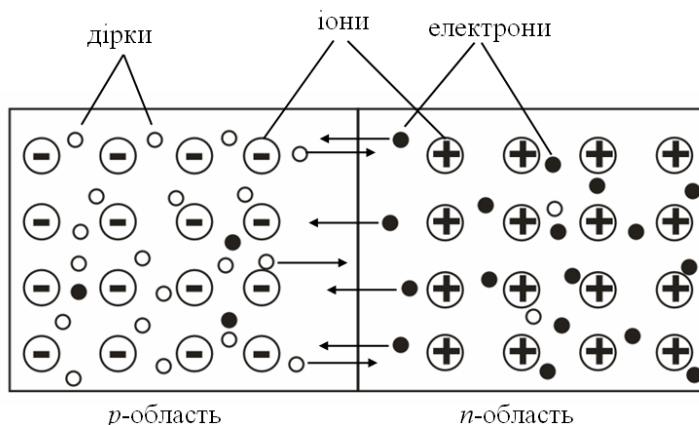 дірки
іони
електрони
p-область
n-область